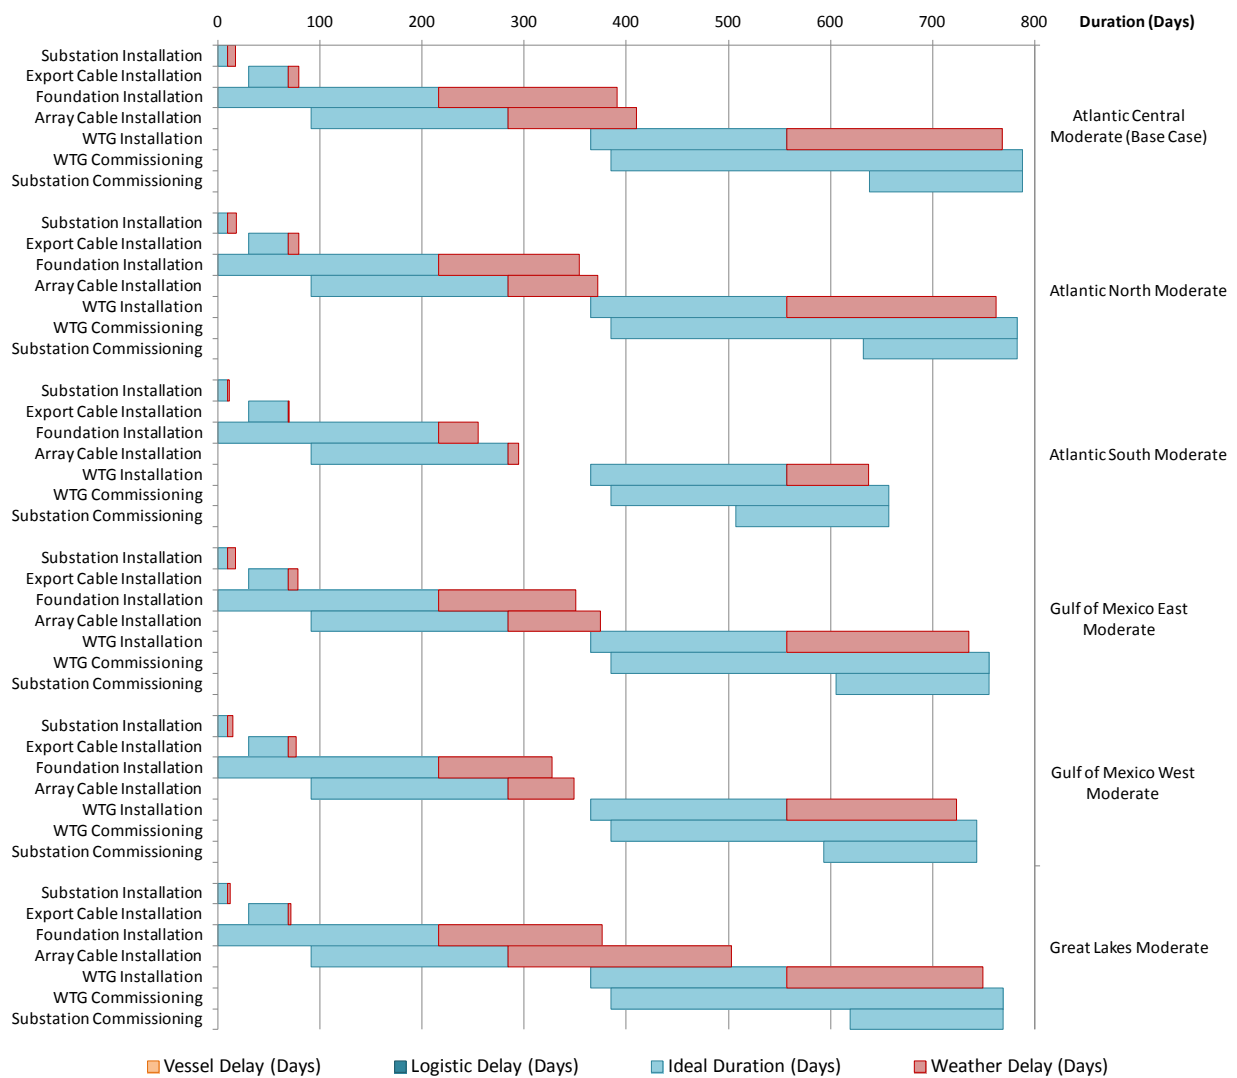 0 100 200 300 400 500 600 700 800 Duration (Days)
Substation Installation
Export Cable Installation
Foundation Installation
Array Cable Installation
WTG Installation
WTG Commissioning
Substation Commissioning
Atlantic Central
Moderate (Base Case)
Substation Installation
Export Cable Installation
Foundation Installation
Array Cable Installation
WTG Installation
WTG Commissioning
Substation Commissioning
Atlantic North Moderate
Substation Installation
Export Cable Installation
Foundation Installation
Array Cable Installation
WTG Installation
WTG Commissioning
Substation Commissioning
Atlantic South Moderate
Substation Installation
Export Cable Installation
Foundation Installation
Array Cable Installation
WTG Installation
WTG Commissioning
Substation Commissioning
Gulf of Mexico East
Moderate
Substation Installation
Export Cable Installation
Foundation Installation
Array Cable Installation
WTG Installation
WTG Commissioning
Substation Commissioning
Gulf of Mexico West
Moderate
Substation Installation
Export Cable Installation
Foundation Installation
Array Cable Installation
WTG Installation
WTG Commissioning
Substation Commissioning
Great Lakes Moderate
Vessel Delay (Days) Logistic Delay (Days) Ideal Duration (Days) Weather Delay (Days)